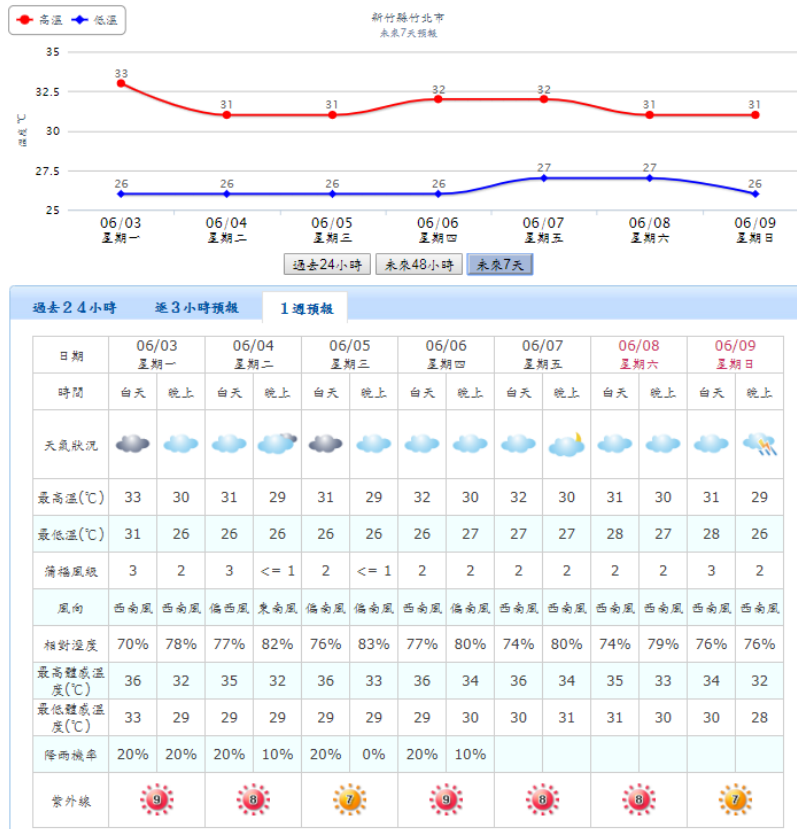 高溫 低溫
新竹縣竹北市
未來7天預報
35
32.5
30
27.5
25
溫度 ℃
33 31 31 32 32 31 31
26 26 26 26 27 27 26
06/03 06/04 06/05 06/06 06/07 06/08 06/09
星期一 星期二 星期三 星期四 星期五 星期六 星期日
過去24小時 未來48小時 未來7天
過去24小時 逐3小時預報 1週預報
日期 06/03 06/04 06/05 06/06 06/07 06/08 06/09
星期一 星期二 星期三 星期四 星期五 星期六 星期日
時間 白天 晚上 白天 晚上 白天 晚上 白天 晚上 白天 晚上 白天 晚上 白天 晚上
天氣狀況
最高溫(℃) 33 30 31 29 31 29 32 30 32 30 31 30 31 29
最低溫(℃) 31 26 26 26 26 26 26 27 27 27 28 27 28 26
蒲福風級 3 2 3 <= 1 2 <= 1 2 2 2 2 2 2 3 2
風向 西南風 西南風 偏西風 東南風 偏南風 偏南風 西南風 偏南風 西南風 西南風 西南風 西南風 西南風 西南風
相對溼度 70% 78% 77% 82% 76% 83% 77% 80% 74% 80% 74% 79% 76% 76%
最高體感溫
度(℃) 36 32 35 32 36 33 36 34 36 34 35 33 34 32
最低體感溫
度(℃) 33 29 29 29 29 29 29 30 30 31 31 30 30 28
降雨機率 20% 20% 20% 10% 20% 0% 20% 10%
紫外線 9 8 7 9 8 8 7